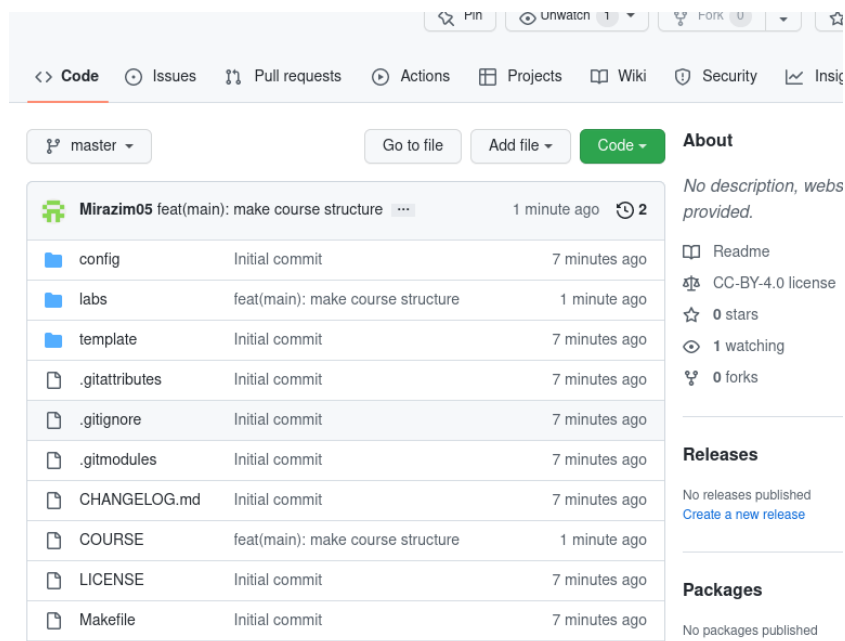 Pin Unwatch 1 Fork 0
Code Issues Pull requests Actions Projects Wiki Security
master Go to file Add file Code
About
No description, webs
provided.
Mirazim05 feat(main): make course structure ... 1 minute ago 2
config Initial commit 7 minutes ago
Readme
labs feat(main): make course structure 1 minute ago
CC-BY-4.0 license
0 stars
template Initial commit 7 minutes ago
1 watching
.gitattributes Initial commit 7 minutes ago
0 forks
.gitignore Initial commit 7 minutes ago
.gitmodules Initial commit 7 minutes ago
Releases
CHANGELOG.md Initial commit 7 minutes ago
No releases published
Create a new release
COURSE feat(main): make course structure 1 minute ago
LICENSE Initial commit 7 minutes ago
Packages
Makefile Initial commit 7 minutes ago
No packages published